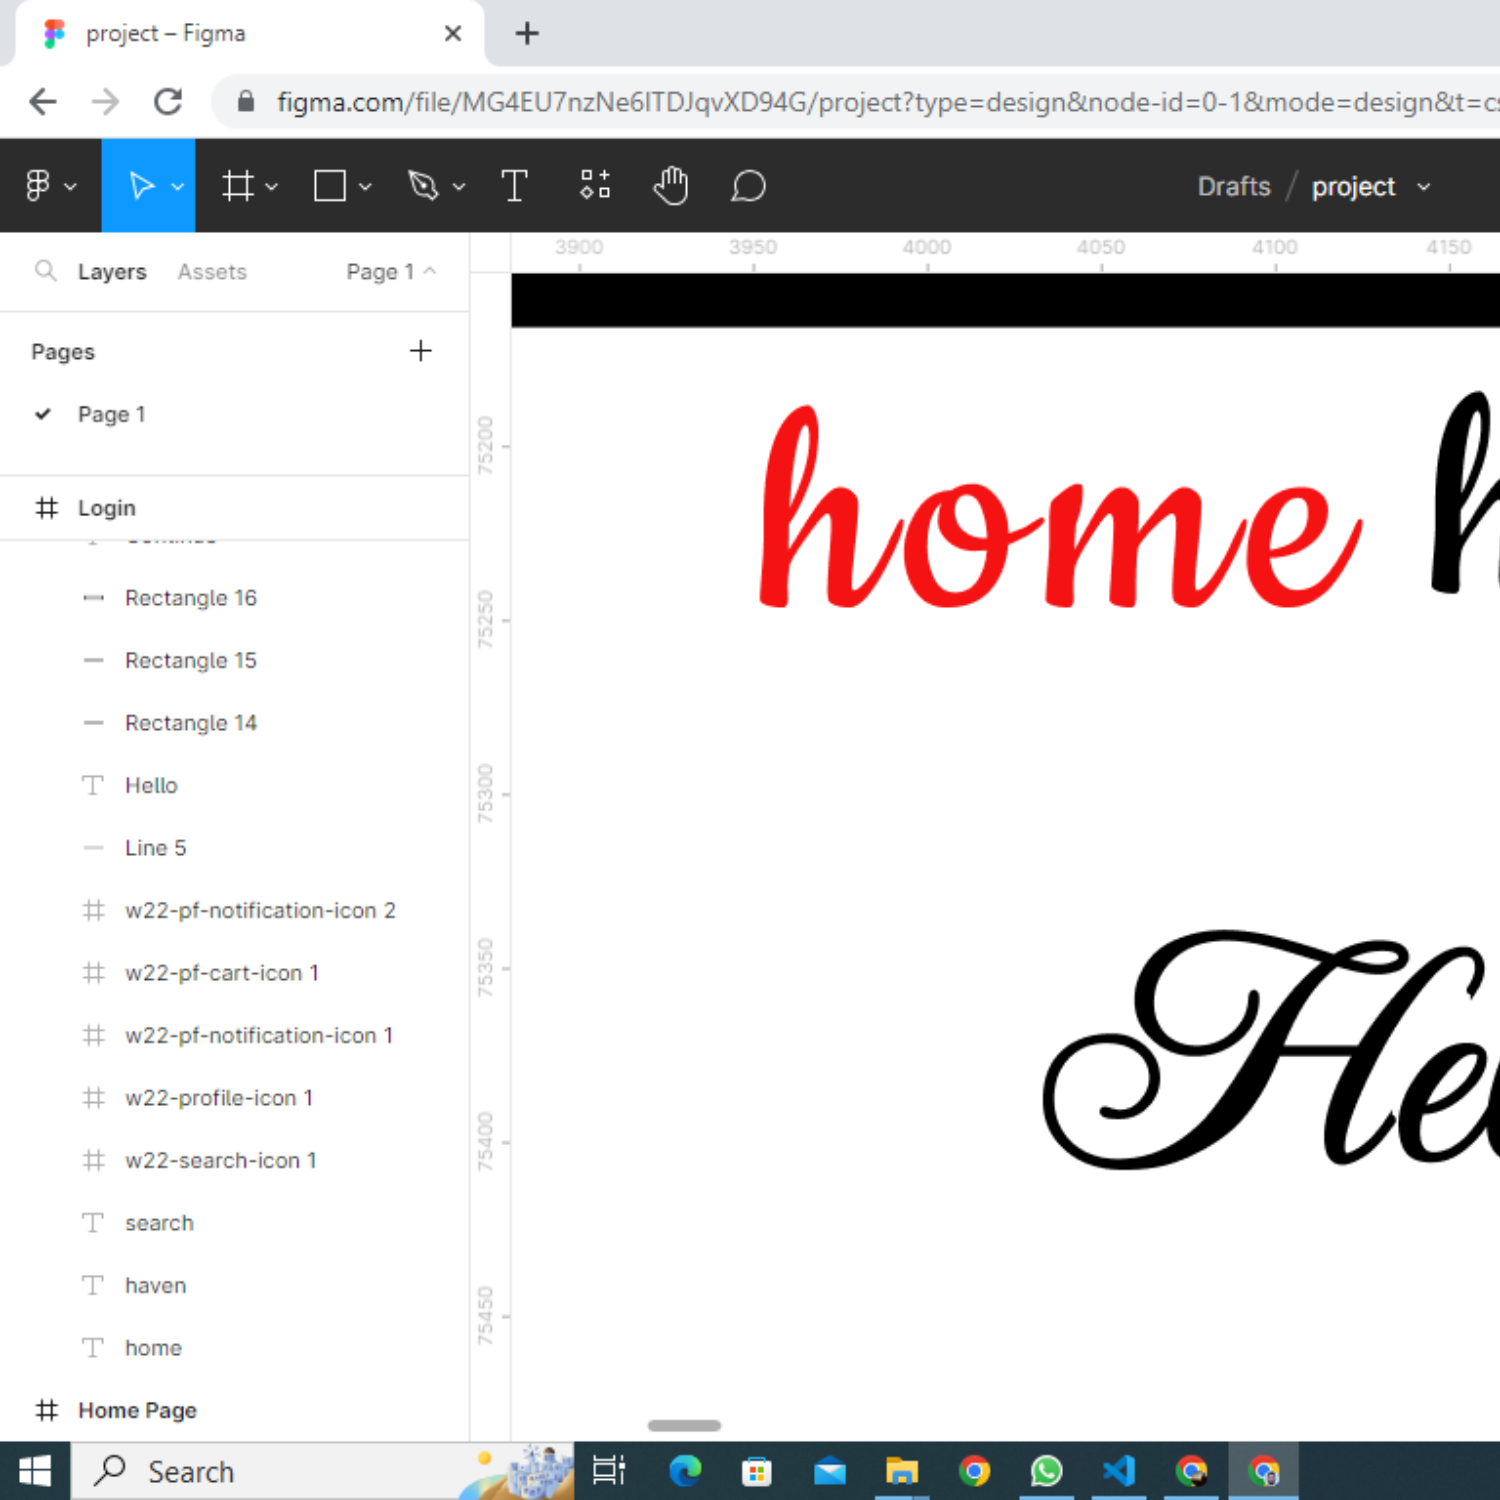 project – Figma
figma.com/file/MG4EU7nzNe6lTDJqvXD94G/project?type=design&node-id=0-1&mode=design&t=cs
Drafts / project
Layers Assets Page 1
3900 3950 4000 4050 4100 4150
Pages
Page 1
Login
Rectangle 16
Rectangle 15
Rectangle 14
Hello
Line 5
w22-pf-notification-icon 2
w22-pf-cart-icon 1
w22-pf-notification-icon 1
w22-profile-icon 1
w22-search-icon 1
search
haven
home
Home Page
75200
75250
75300
75350
75400
75450
home h
Hel
Search